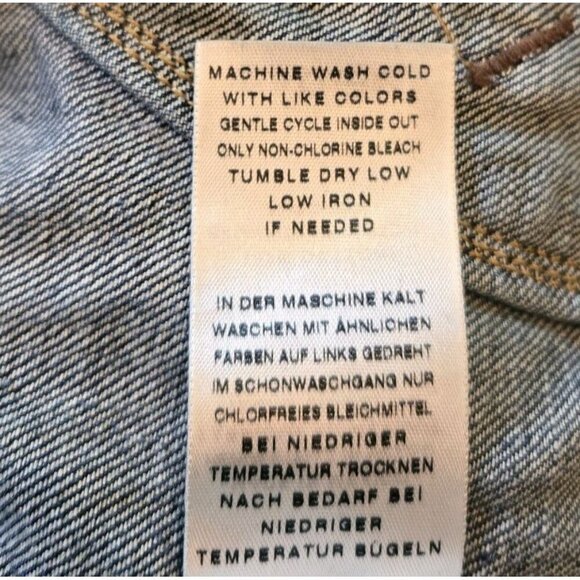 MACHINE WASH COLD
WITH LIKE COLORS
GENTLE CYCLE INSIDE OUT
ONLY NON-CHLORINE BLEACH
TUMBLE DRY LOW
LOW IRON
IF NEEDED
IN DER MASCHINE KALT
WASCHEN MIT ÄHNLICHEN
FARBEN AUF LINKS GEDREHT
IM SCHONWASCHGANG NUR
CHLORFREIES BLEICHMITTEL
BEI NIEDRIGER
TEMPERATUR TROCKNEN
NACH BEDARF BEI
NIEDRIGER
TEMPERATUR BÜGELN